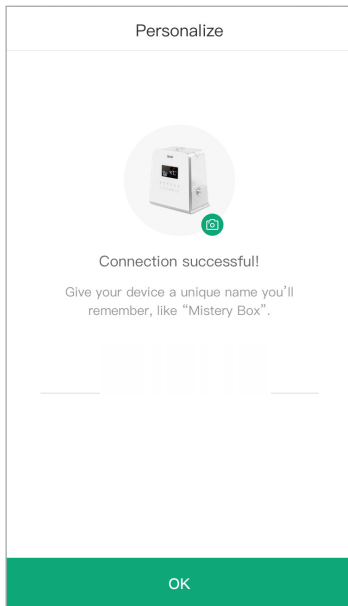 Personalize
Connection successful!
Give your device a unique name you'll
remember, like “Mistery Box”.
OK